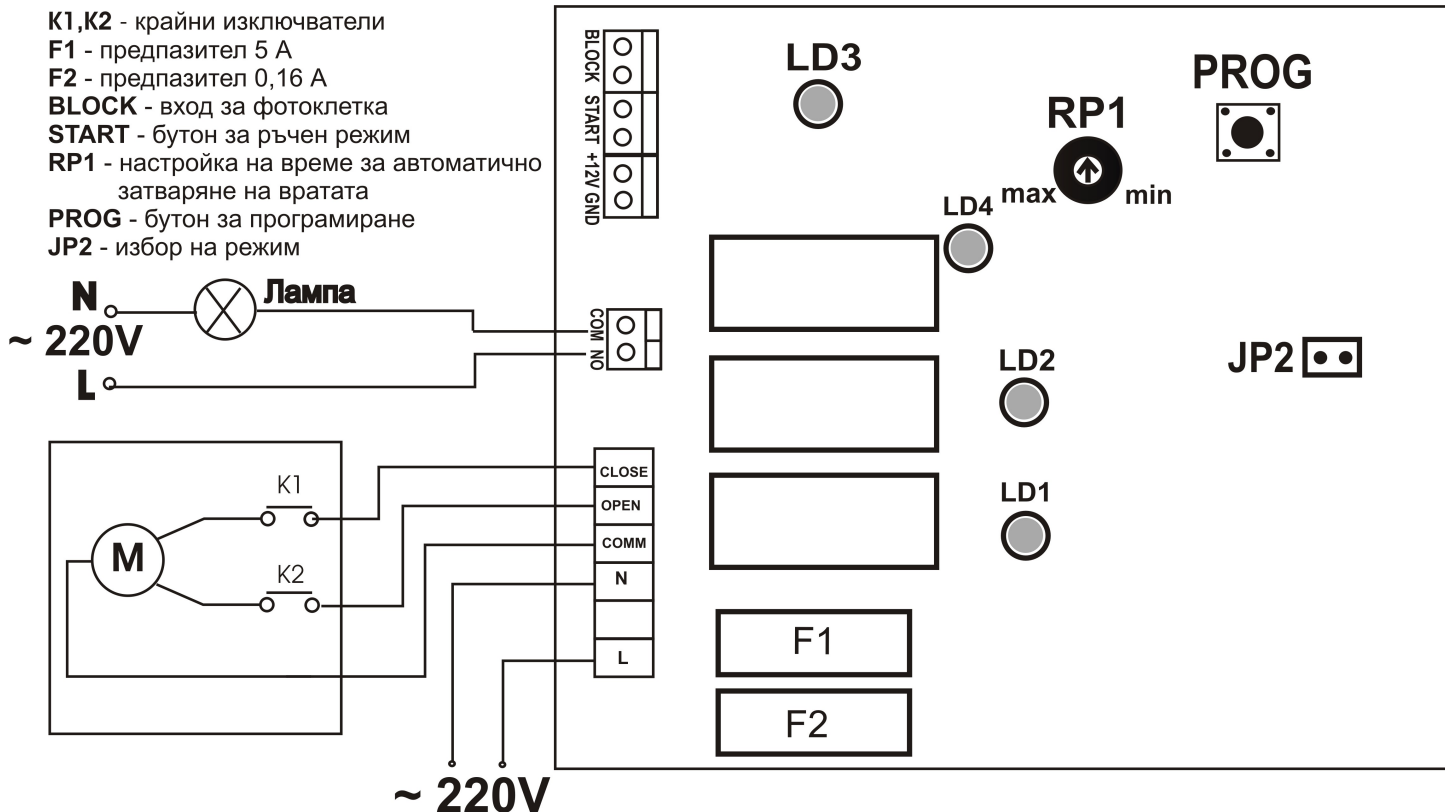 K1,K2 - крайни изключватели
F1 - предпазител 5 А
F2 - предпазител 0,16 А
BLOCK - вход за фотоклетка
START - бутон за ръчен режим
RP1 - настройка на време за автоматично
затваряне на вратата
PROG - бутон за програмиране
JP2 - избор на режим
N
Лампа
~ 220V
L
BLOCK
START
+12V GND
COM NO
LD3
PROG
RP1
max
min
LD4
JP2
LD2
LD1
K1
M
K2
CLOSE
OPEN
COMM
N
L
F1
F2
~ 220V